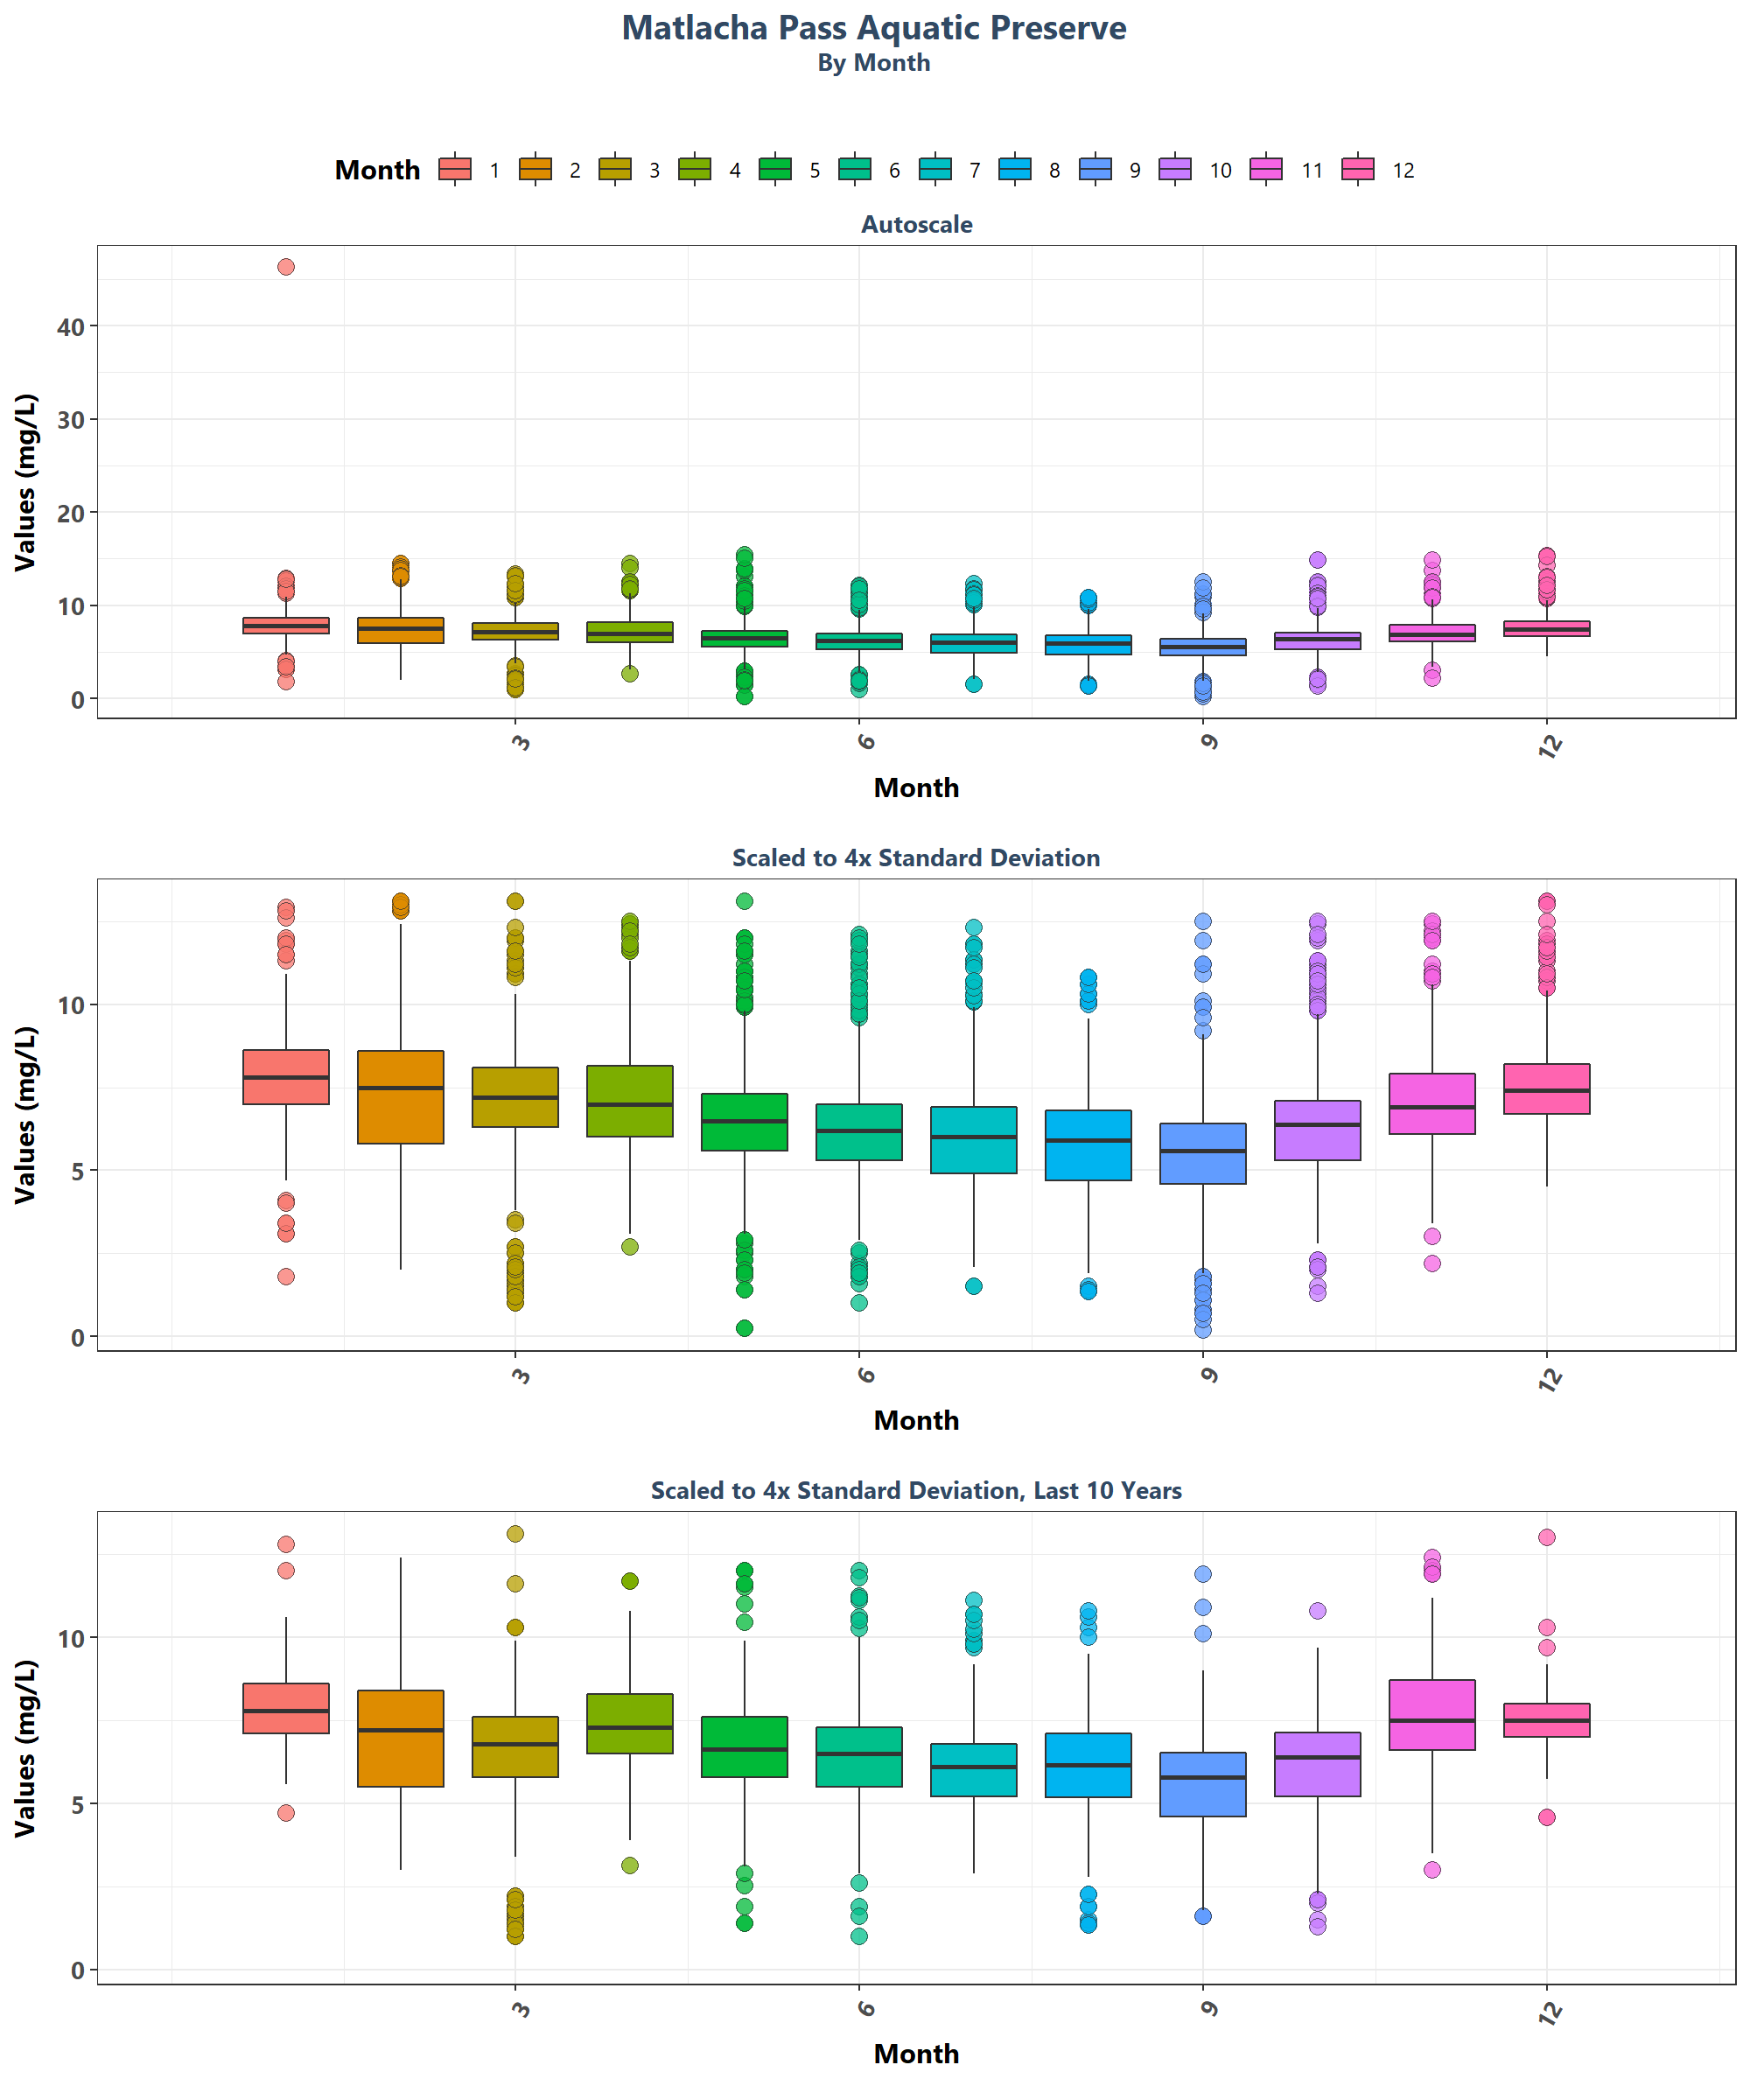 Matlacha Pass Aquatic Preserve
By Month
Month 1 2 3 4 5 6 7 8 9 10 11 12
Autoscale
Values (mg/L)
40
30
20
10
0
3 6 9 12
Month
Scaled to 4x Standard Deviation
Values (mg/L)
10
5
0
3 6 9 12
Month
Scaled to 4x Standard Deviation, Last 10 Years
Values (mg/L)
10
5
0
3 6 9 12
Month